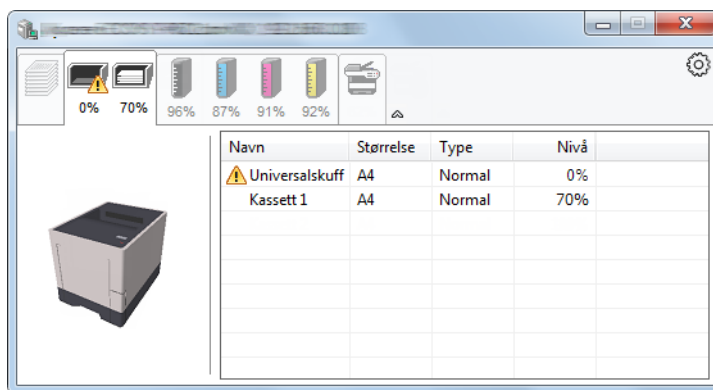 0% 70% 96% 87% 91% 92%
Navn Størrelse Type Nivå
Universalskuff A4 Normal 0%
Kassett 1 A4 Normal 70%